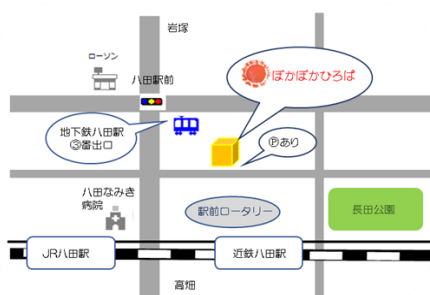 岩塚
ローソン
八田駅前
ぽかぽかひろば
地下鉄八田駅
③番出口
Ⓟあり
八田なみき
病院
駅前ロータリー
長田公園
JR八田駅
近鉄八田駅
高畑